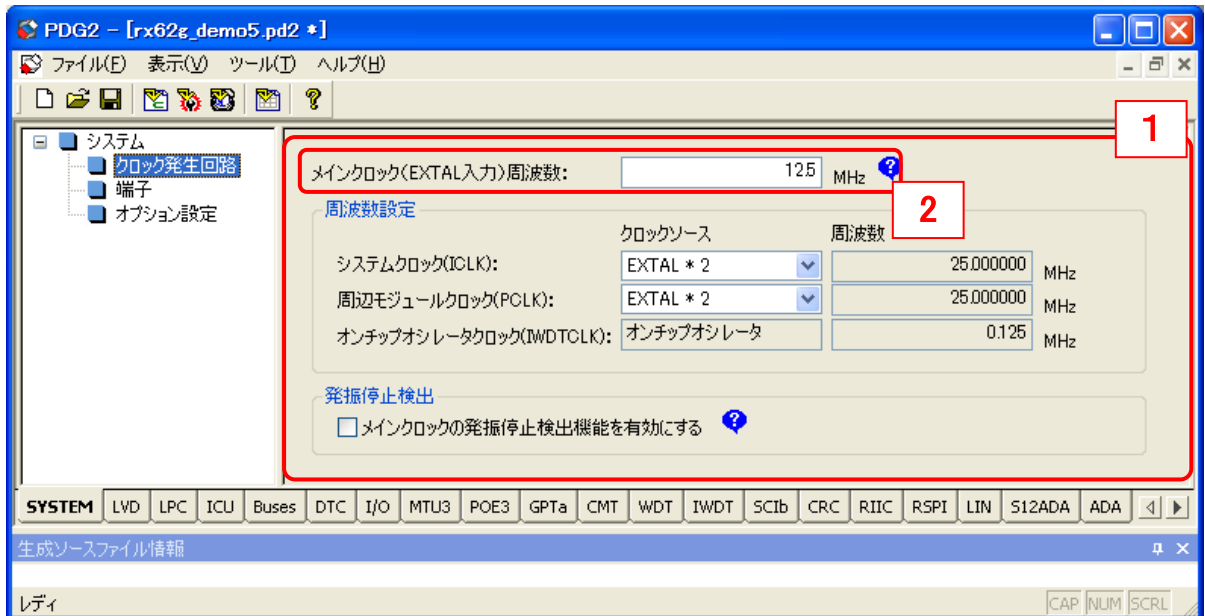 PDG2 - [rx62g_demo5.pd2 *]
ファイル(F) 表示(V) ツール(T) ヘルプ(H)
1
システム
クロック発生回路
端子
オプション設定
メインクロック(EXTAL入力)周波数: 12.5 MHz
2
周波数設定
クロックソース 周波数
システムクロック(ICLK): EXTAL * 2 25.000000 MHz
周辺モジュールクロック(PCLK): EXTAL * 2 25.000000 MHz
オンチップオシレータクロック(IWDTCLK): オンチップオシレータ 0.125 MHz
発振停止検出
メインクロックの発振停止検出機能を有効にする
SYSTEM LVD LPC ICU Buses DTC I/O MTU3 POE3 GPTa CMT WDT IWDT SCIb CRC RIIC RSPI LIN S12ADA ADA
生成ソースファイル情報
レディ CAP NUM SCRL